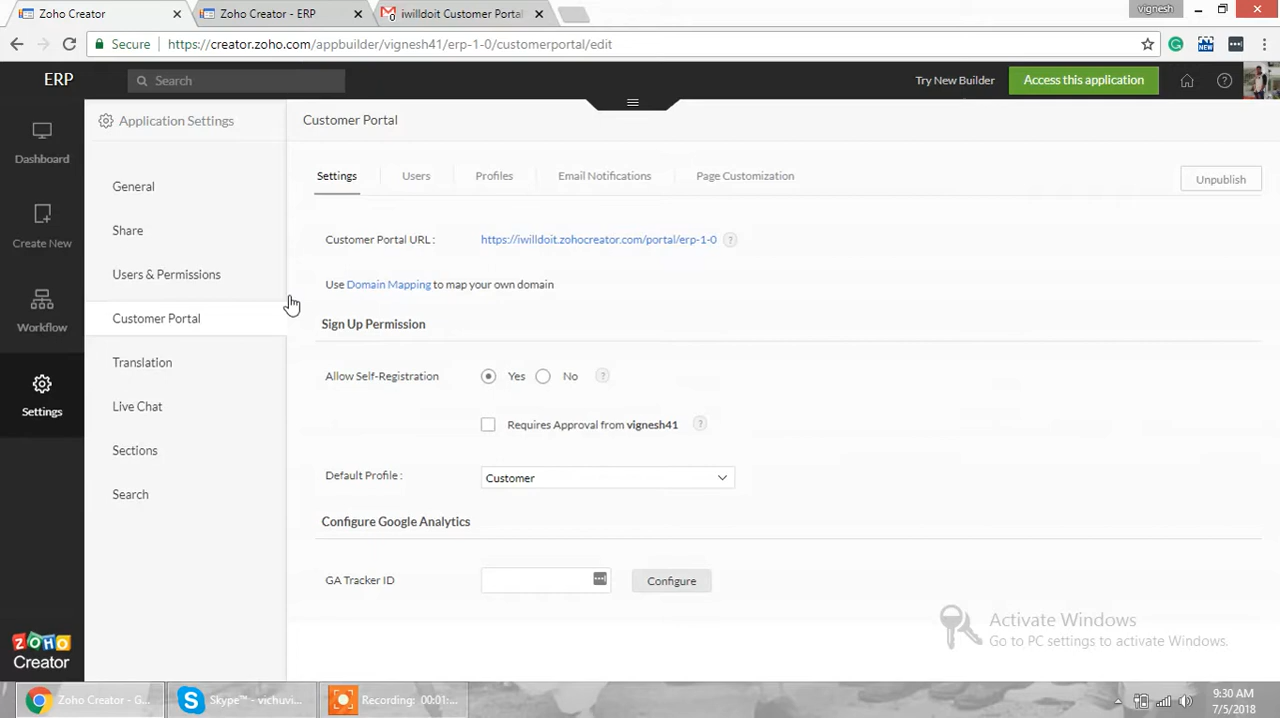 Zoho Creator
Zoho Creator - ERP
iwilldoit Customer Portal
vignesh
Secure
https://creator.zoho.com/appbuilder/vignesh41/erp-1-0/customerportal/edit
NEW
ERP
Search
Try New Builder
Access this application
Dashboard
Create New
Workflow
Settings
ZOHO
Creator
Application Settings
General
Share
Users & Permissions
Customer Portal
Translation
Live Chat
Sections
Search
Customer Portal
Settings
Users
Profiles
Email Notifications
Page Customization
Unpublish
Customer Portal URL :
https://iwilldoit.zohocreator.com/portal/erp-1-0
?
Use Domain Mapping to map your own domain
Sign Up Permission
Allow Self-Registration
Yes
No
?
Requires Approval from vignesh41
?
Default Profile :
Customer
Configure Google Analytics
GA Tracker ID
Configure
Activate Windows
Go to PC settings to activate Windows.
Zoho Creator - G...
Skype™ - vichuvi...
Recording: 00:01:...
9:30 AM
7/5/2018